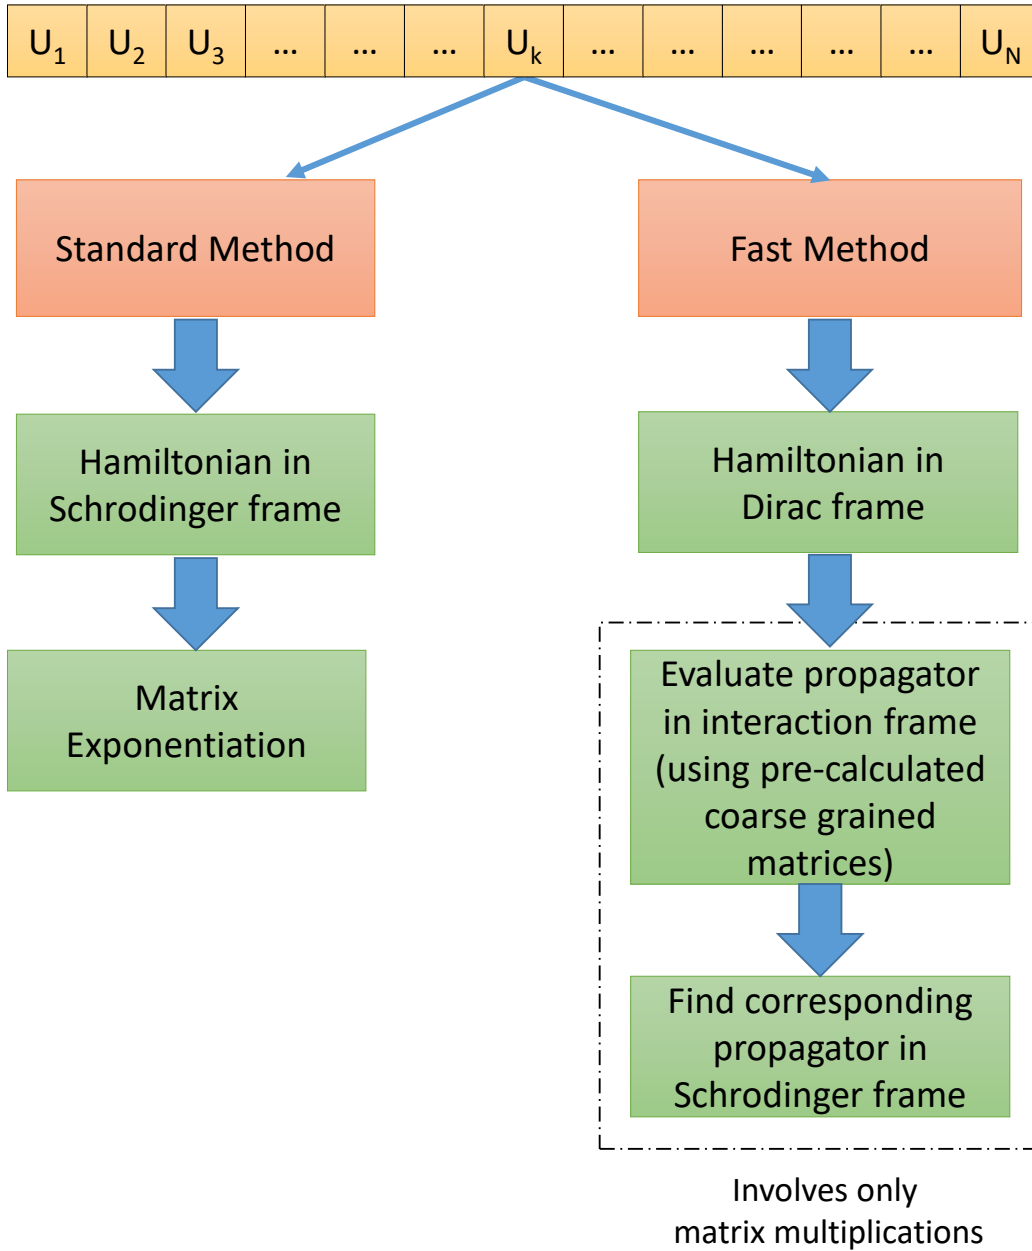 U1 U2 U3 ... ... ... Uk ... ... ... ... ... UN
Standard Method
Fast Method
Hamiltonian in
Schrodinger frame
Hamiltonian in
Dirac frame
Matrix
Exponentiation
Evaluate propagator
in interaction frame
(using pre-calculated
coarse grained
matrices)
Find corresponding
propagator in
Schrodinger frame
Involves only
matrix multiplications